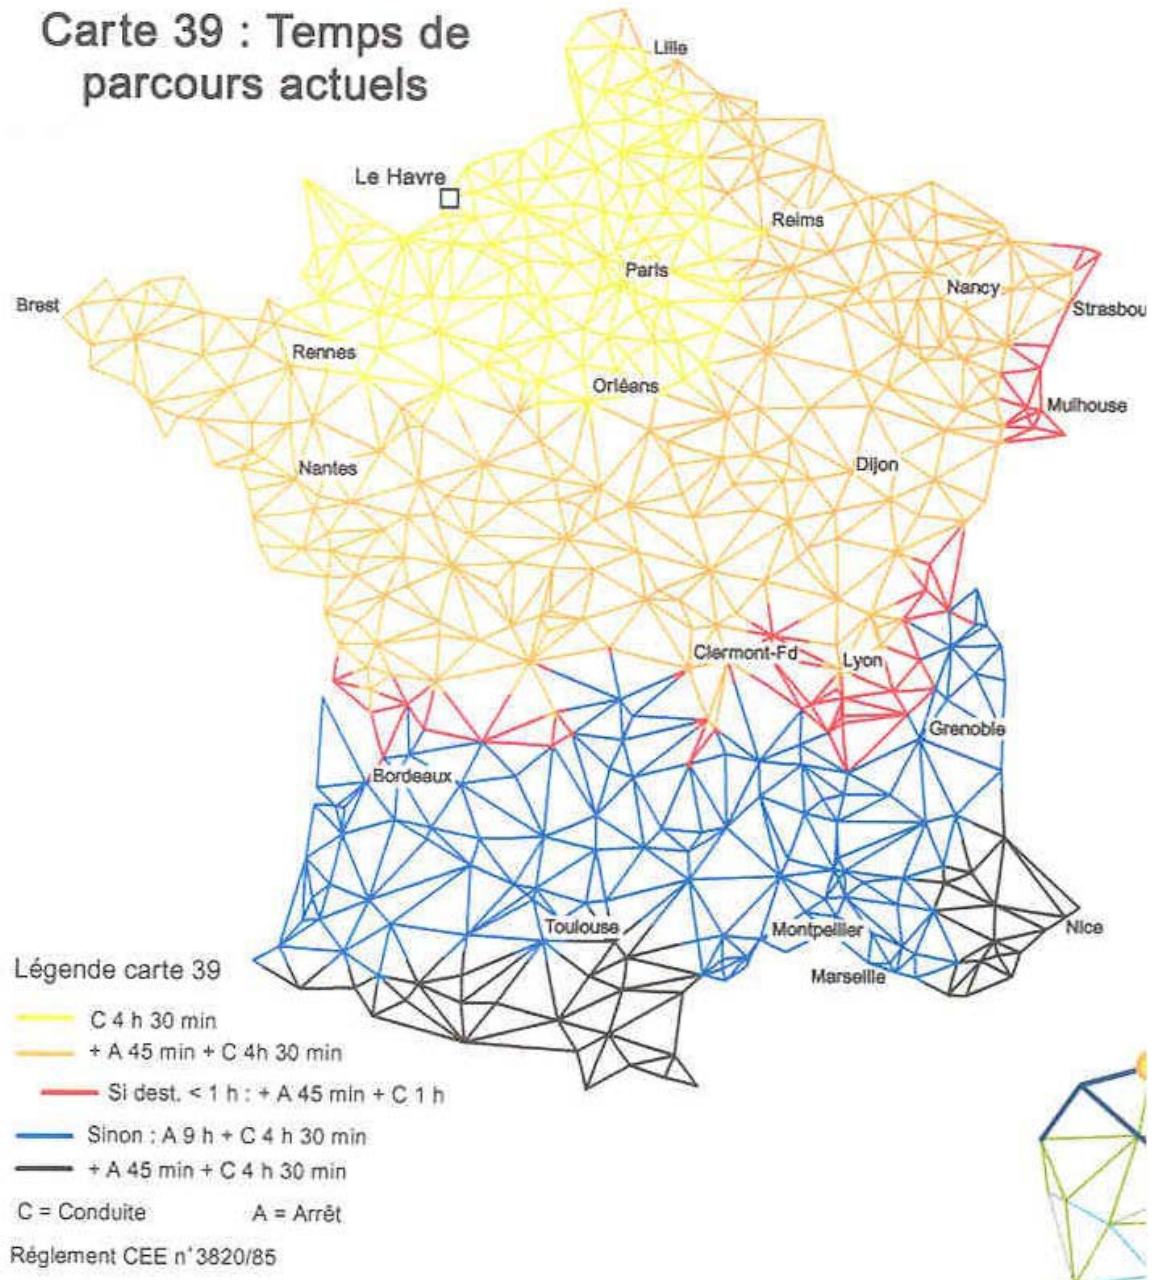 Carte 39 : Temps de
parcours actuels
Lille
Le Havre
Reims
Paris
Nancy
Brest
Strasbou
Rennes
Orléans
Mulhouse
Nantes
Dijon
Clermont-Fd
Lyon
Grenoble
Bordeaux
Toulouse
Montpellier
Nice
Marseille
Légende carte 39
C 4 h 30 min
+ A 45 min + C 4h 30 min
Si dest. < 1 h : + A 45 min + C 1 h
Sinon : A 9 h + C 4 h 30 min
+ A 45 min + C 4 h 30 min
C = Conduite A = Arrêt
Réglement CEE n°3820/85